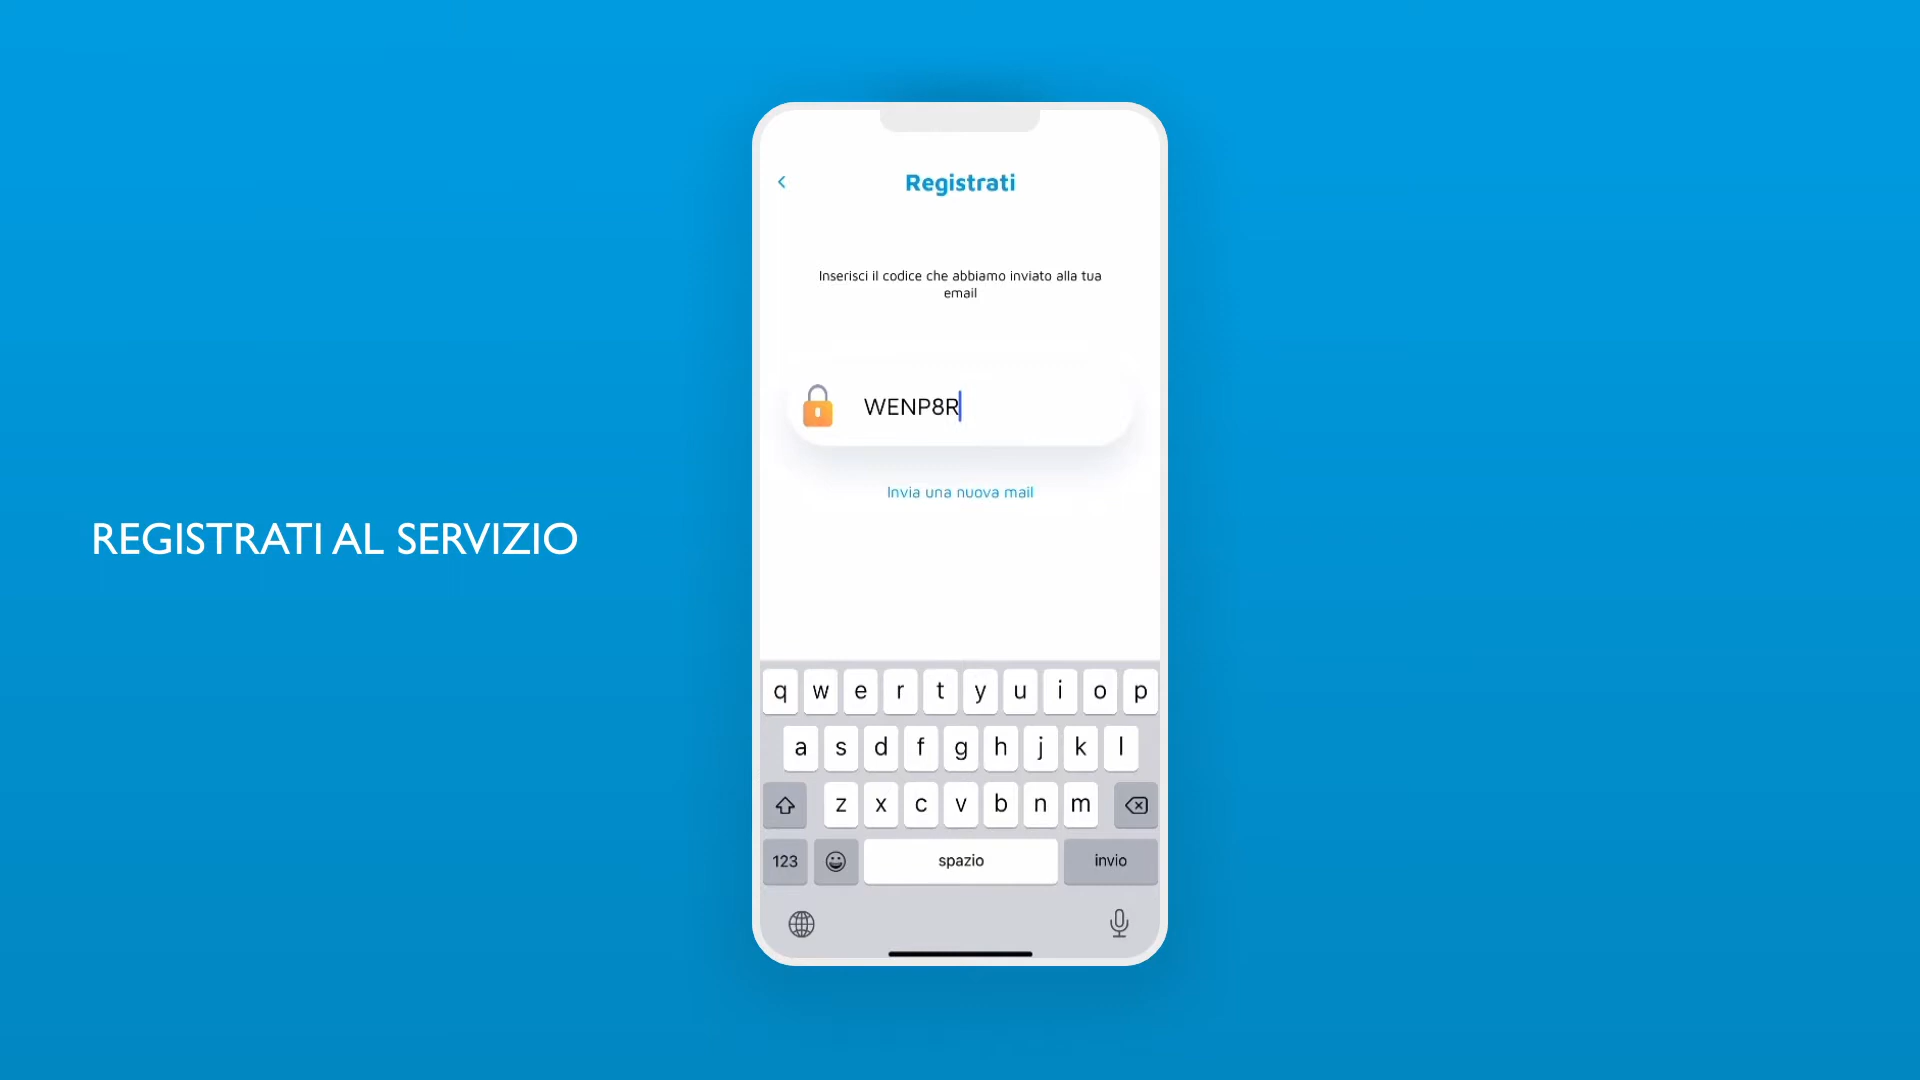 REGISTRATI AL SERVIZIO
Registrati
Inserisci il codice che abbiamo inviato alla tua
email
WENP8R
Invia una nuova mail
q w e r t y u i o p
a s d f g h j k l
z x c v b n m
123 spazio invio